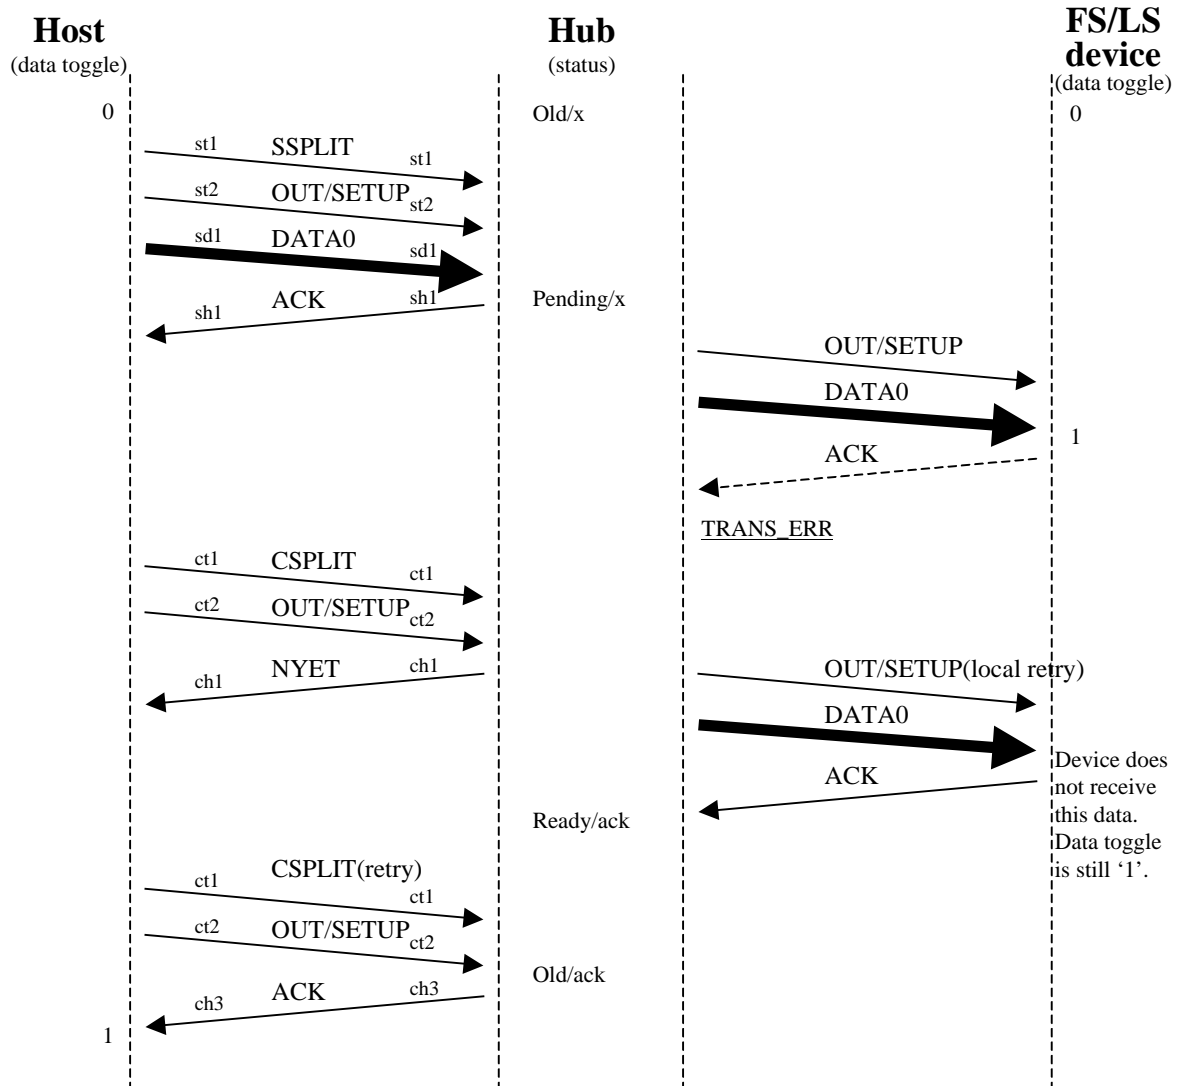 Host
(data toggle)
Hub
(status)
FS/LS
device
(data toggle)
0
Old/x
0
st1
SSPLIT
st1
st2
OUT/SETUP
st2
sd1
DATA0
sd1
sh1
ACK
sh1
Pending/x
OUT/SETUP
DATA0
1
ACK
TRANS_ERR
ct1
CSPLIT
ct1
ct2
OUT/SETUP
ct2
ch1
NYET
ch1
OUT/SETUP(local retry)
DATA0
ACK
Device does
not receive
this data.
Data toggle
is still ‘1’.
Ready/ack
ct1
CSPLIT(retry)
ct1
ct2
OUT/SETUP
ct2
Old/ack
ch3
ACK
ch3
1